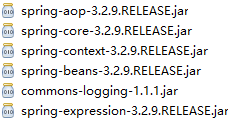 spring-aop-3.2.9.RELEASE.jar
spring-core-3.2.9.RELEASE.jar
spring-context-3.2.9.RELEASE.jar
spring-beans-3.2.9.RELEASE.jar
commons-logging-1.1.1.jar
spring-expression-3.2.9.RELEASE.jar